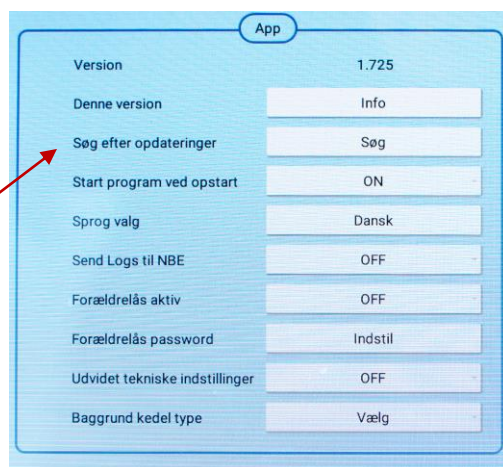 App
Version 1.725
Denne version Info
Søg efter opdateringer Søg
Start program ved opstart ON
Sprog valg Dansk
Send Logs til NBE OFF
Forældrelås aktiv OFF
Forældrelås password Indstil
Udvidet tekniske indstillinger OFF
Baggrund kedel type Vælg